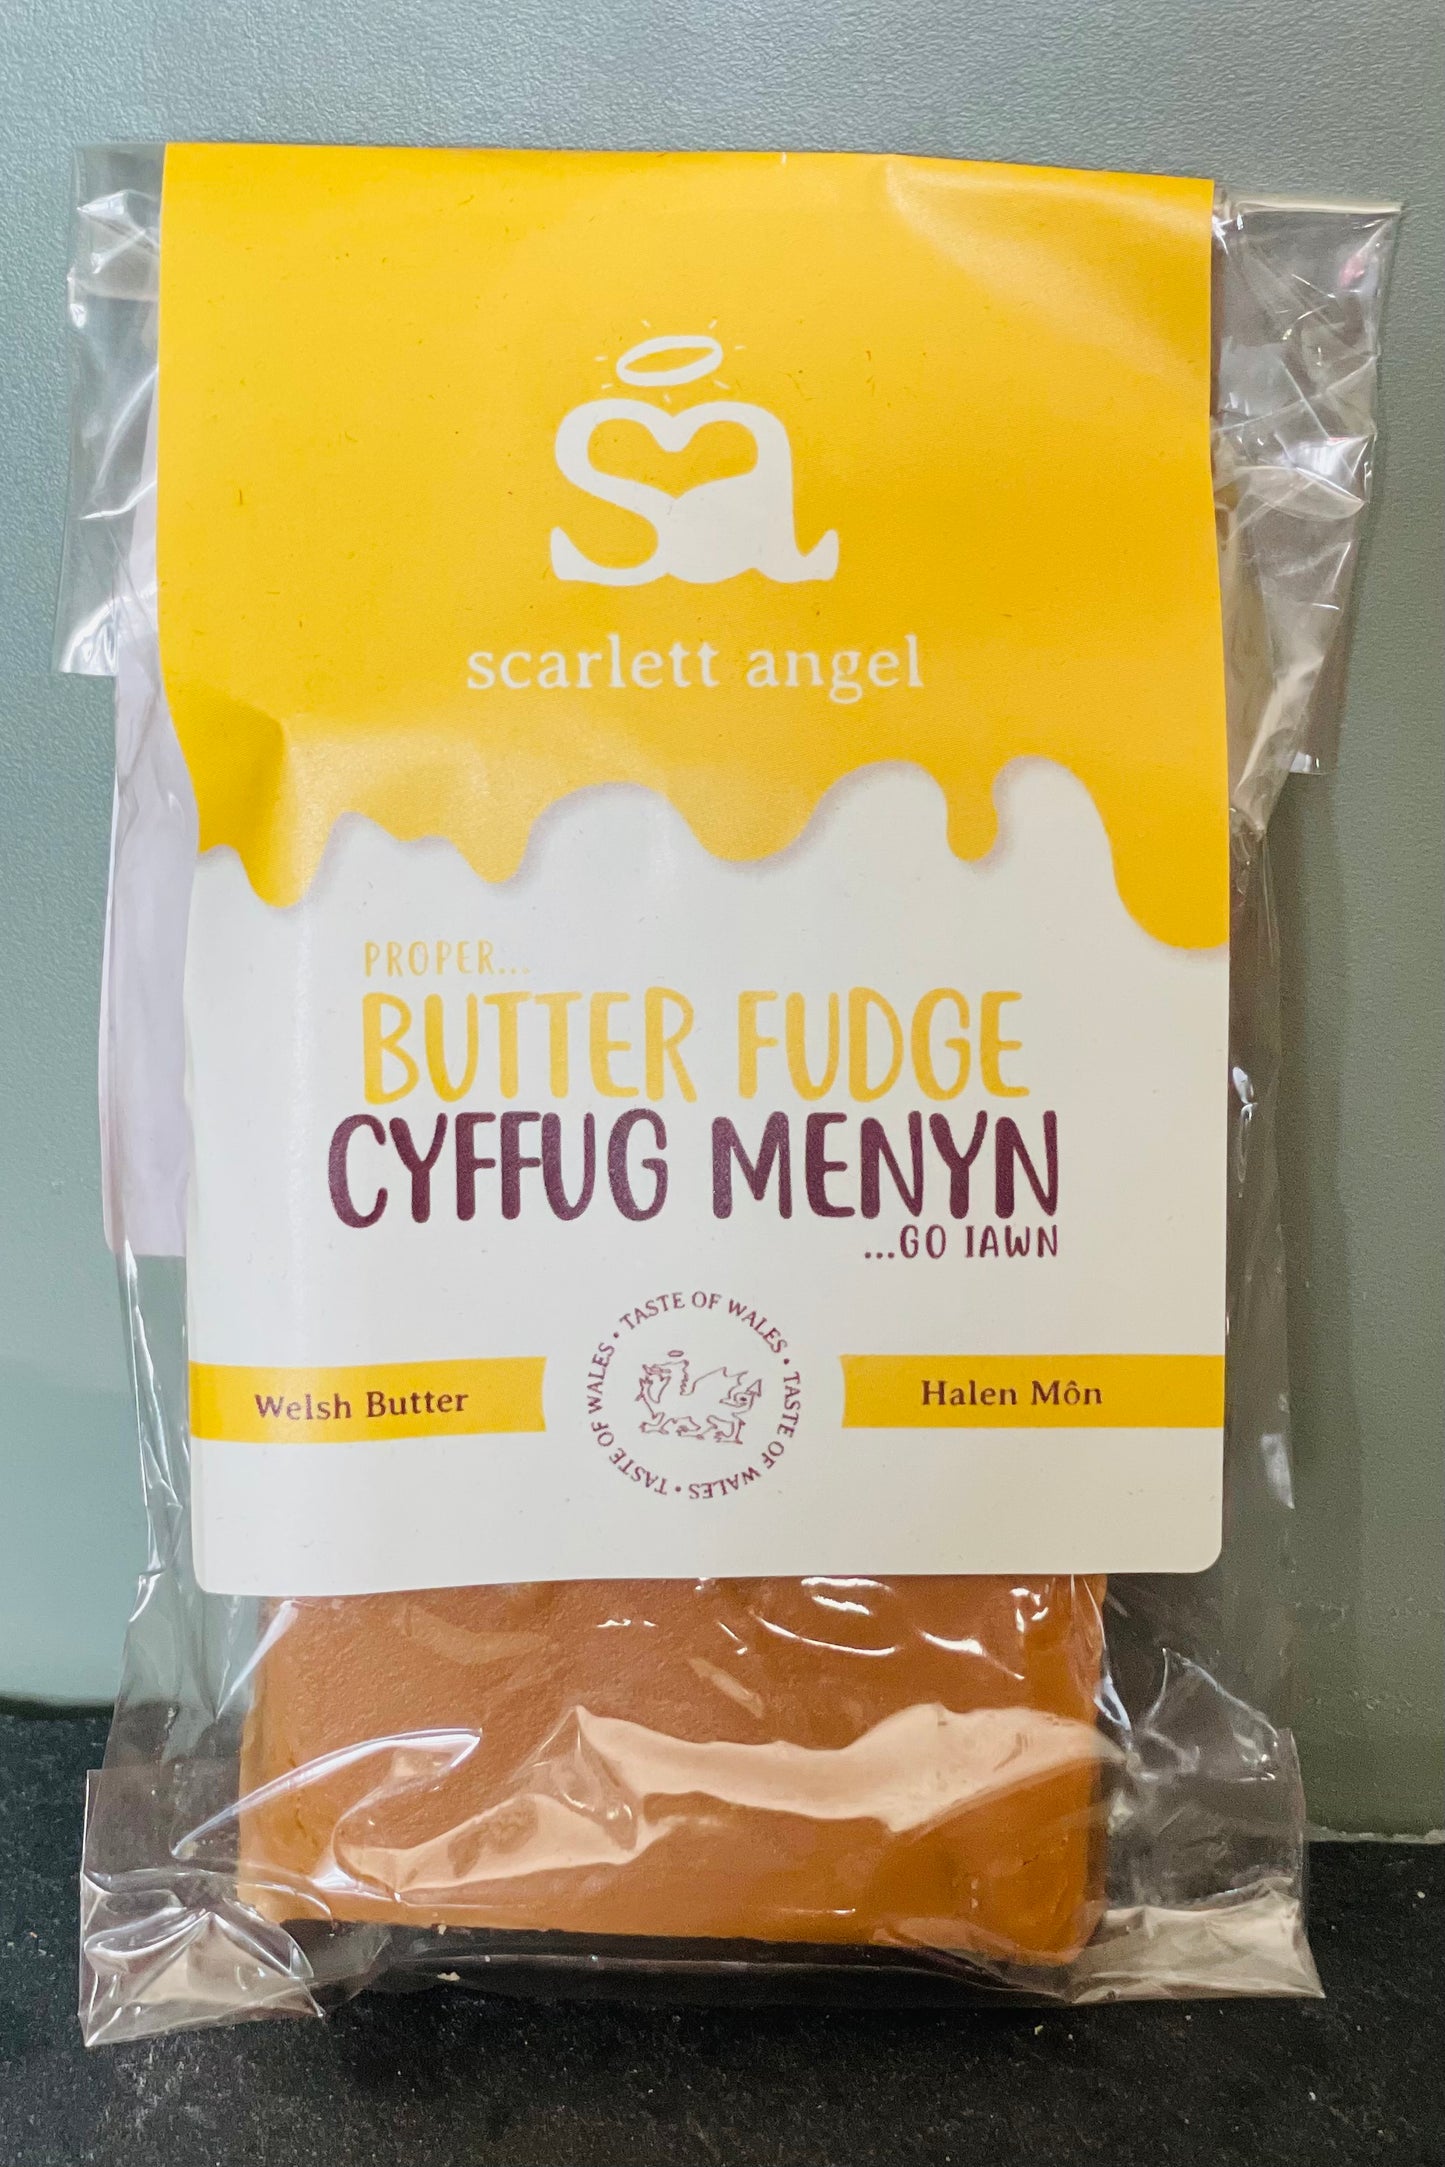 sa
scarlett angel
PROPER...
BUTTER FUDGE
CYFFUG MENYN
...GO IAWN
TASTE OF WALES • TASTE OF WALES • TASTE OF WALES •
Welsh Butter
Halen Môn